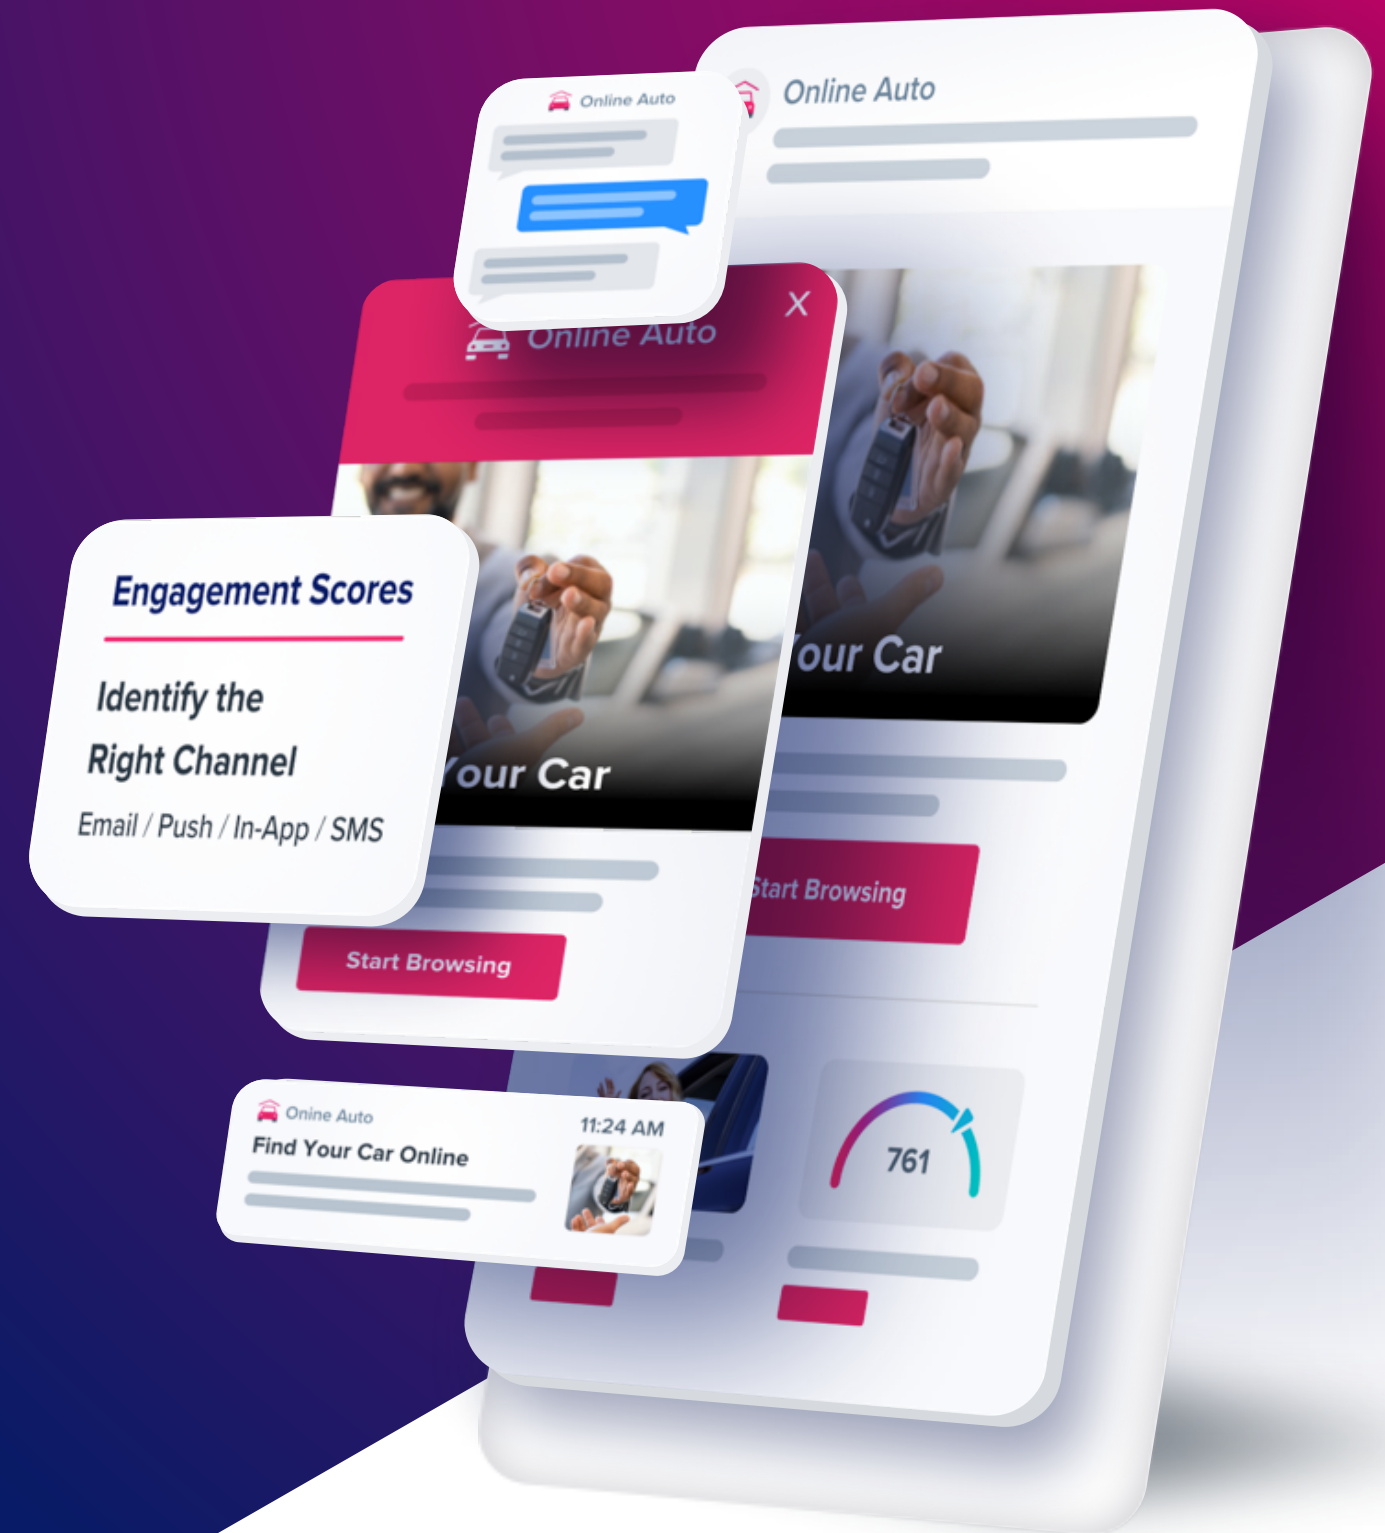 Online Auto
Online Auto
X
Online Auto
our Car
Engagement Scores
Identify the
Right Channel
Email / Push / In-App / SMS
Your Car
Start Browsing
Start Browsing
Onine Auto
11:24 AM
Find Your Car Online
761